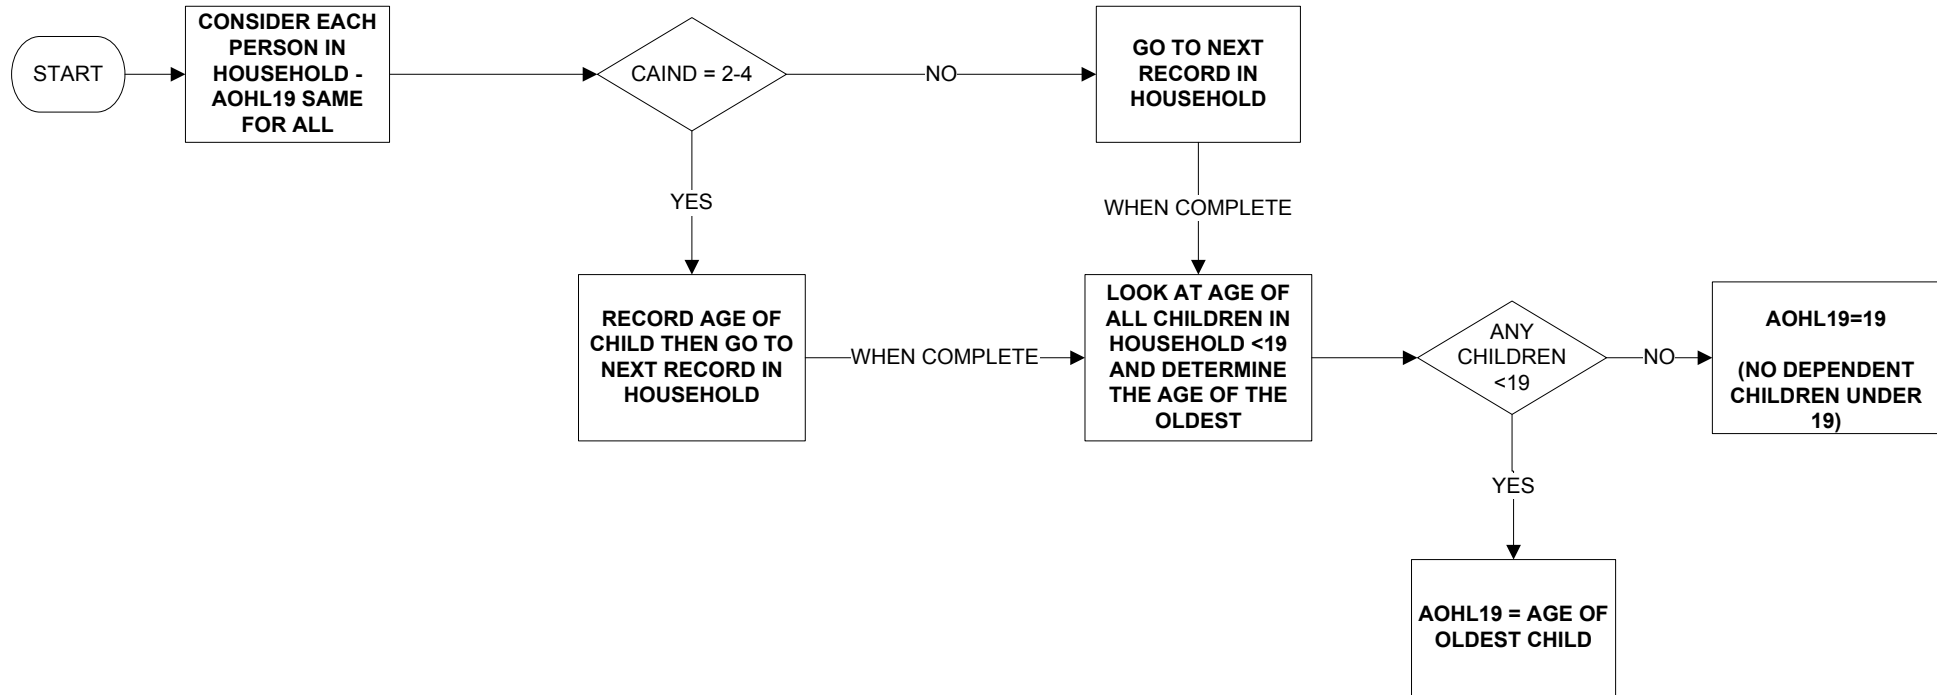 START
CONSIDER EACH
PERSON IN
HOUSEHOLD -
AOHL19 SAME
FOR ALL
CAIND = 2-4
NO
GO TO NEXT
RECORD IN
HOUSEHOLD
YES
WHEN COMPLETE
RECORD AGE OF
CHILD THEN GO TO
NEXT RECORD IN
HOUSEHOLD
WHEN COMPLETE
LOOK AT AGE OF
ALL CHILDREN IN
HOUSEHOLD <19
AND DETERMINE
THE AGE OF THE
OLDEST
ANY
CHILDREN
<19
NO
AOHL19=19
(NO DEPENDENT
CHILDREN UNDER
19)
YES
AOHL19 = AGE OF
OLDEST CHILD